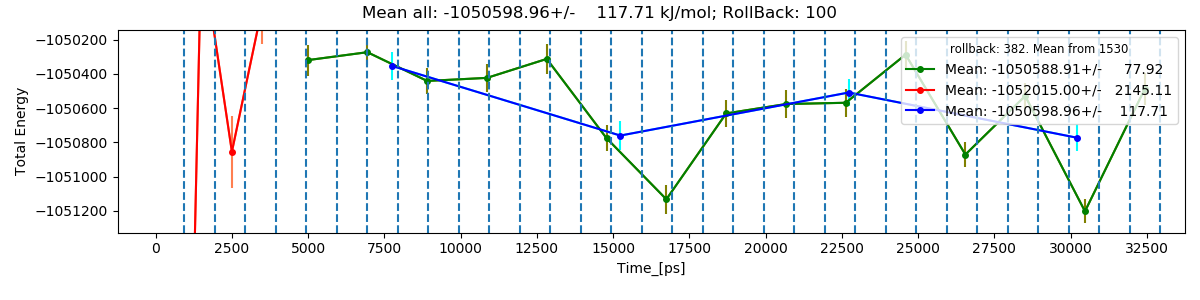 Mean all: -1050598.96+/-    117.71 kJ/mol; RollBack: 100
rollback: 382. Mean from 1530
Mean: -1050588.91+/-    77.92
Mean: -1052015.00+/-  2145.11
Mean: -1050598.96+/-   117.71
Total Energy
−1050200
−1050400
−1050600
−1050800
−1051000
−1051200
0 2500 5000 7500 10000 12500 15000 17500 20000 22500 25000 27500 30000 32500
Time_[ps]